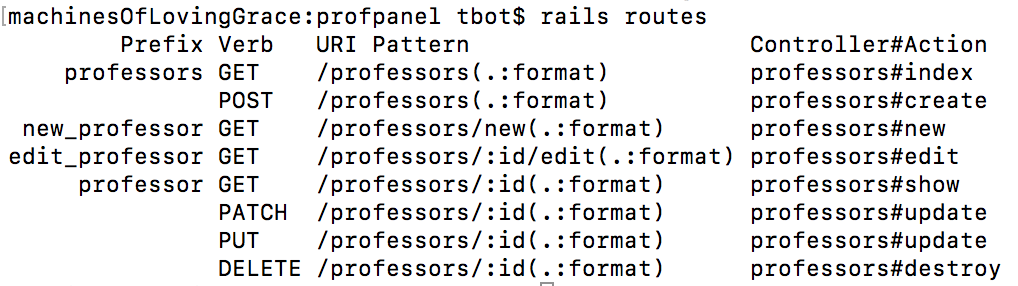 [machinesOfLovingGrace:profpanel tbot$ rails routes
Prefix Verb URI Pattern Controller#Action
professors GET /professors(.:format) professors#index
POST /professors(.:format) professors#create
new_professor GET /professors/new(.:format) professors#new
edit_professor GET /professors/:id/edit(.:format) professors#edit
professor GET /professors/:id(.:format) professors#show
PATCH /professors/:id(.:format) professors#update
PUT /professors/:id(.:format) professors#update
DELETE /professors/:id(.:format) professors#destroy